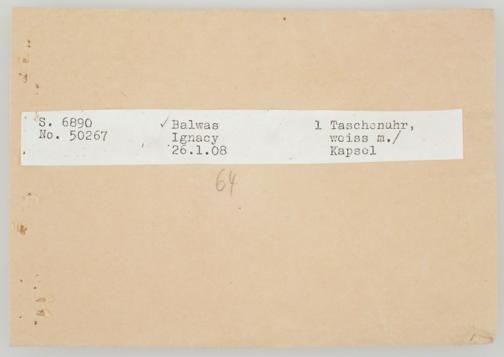 S. 6890 ✓ Balwas 1 Taschenuhr,
No. 50267 Ignacy weiss m./
26.1.08 Kapsel
64